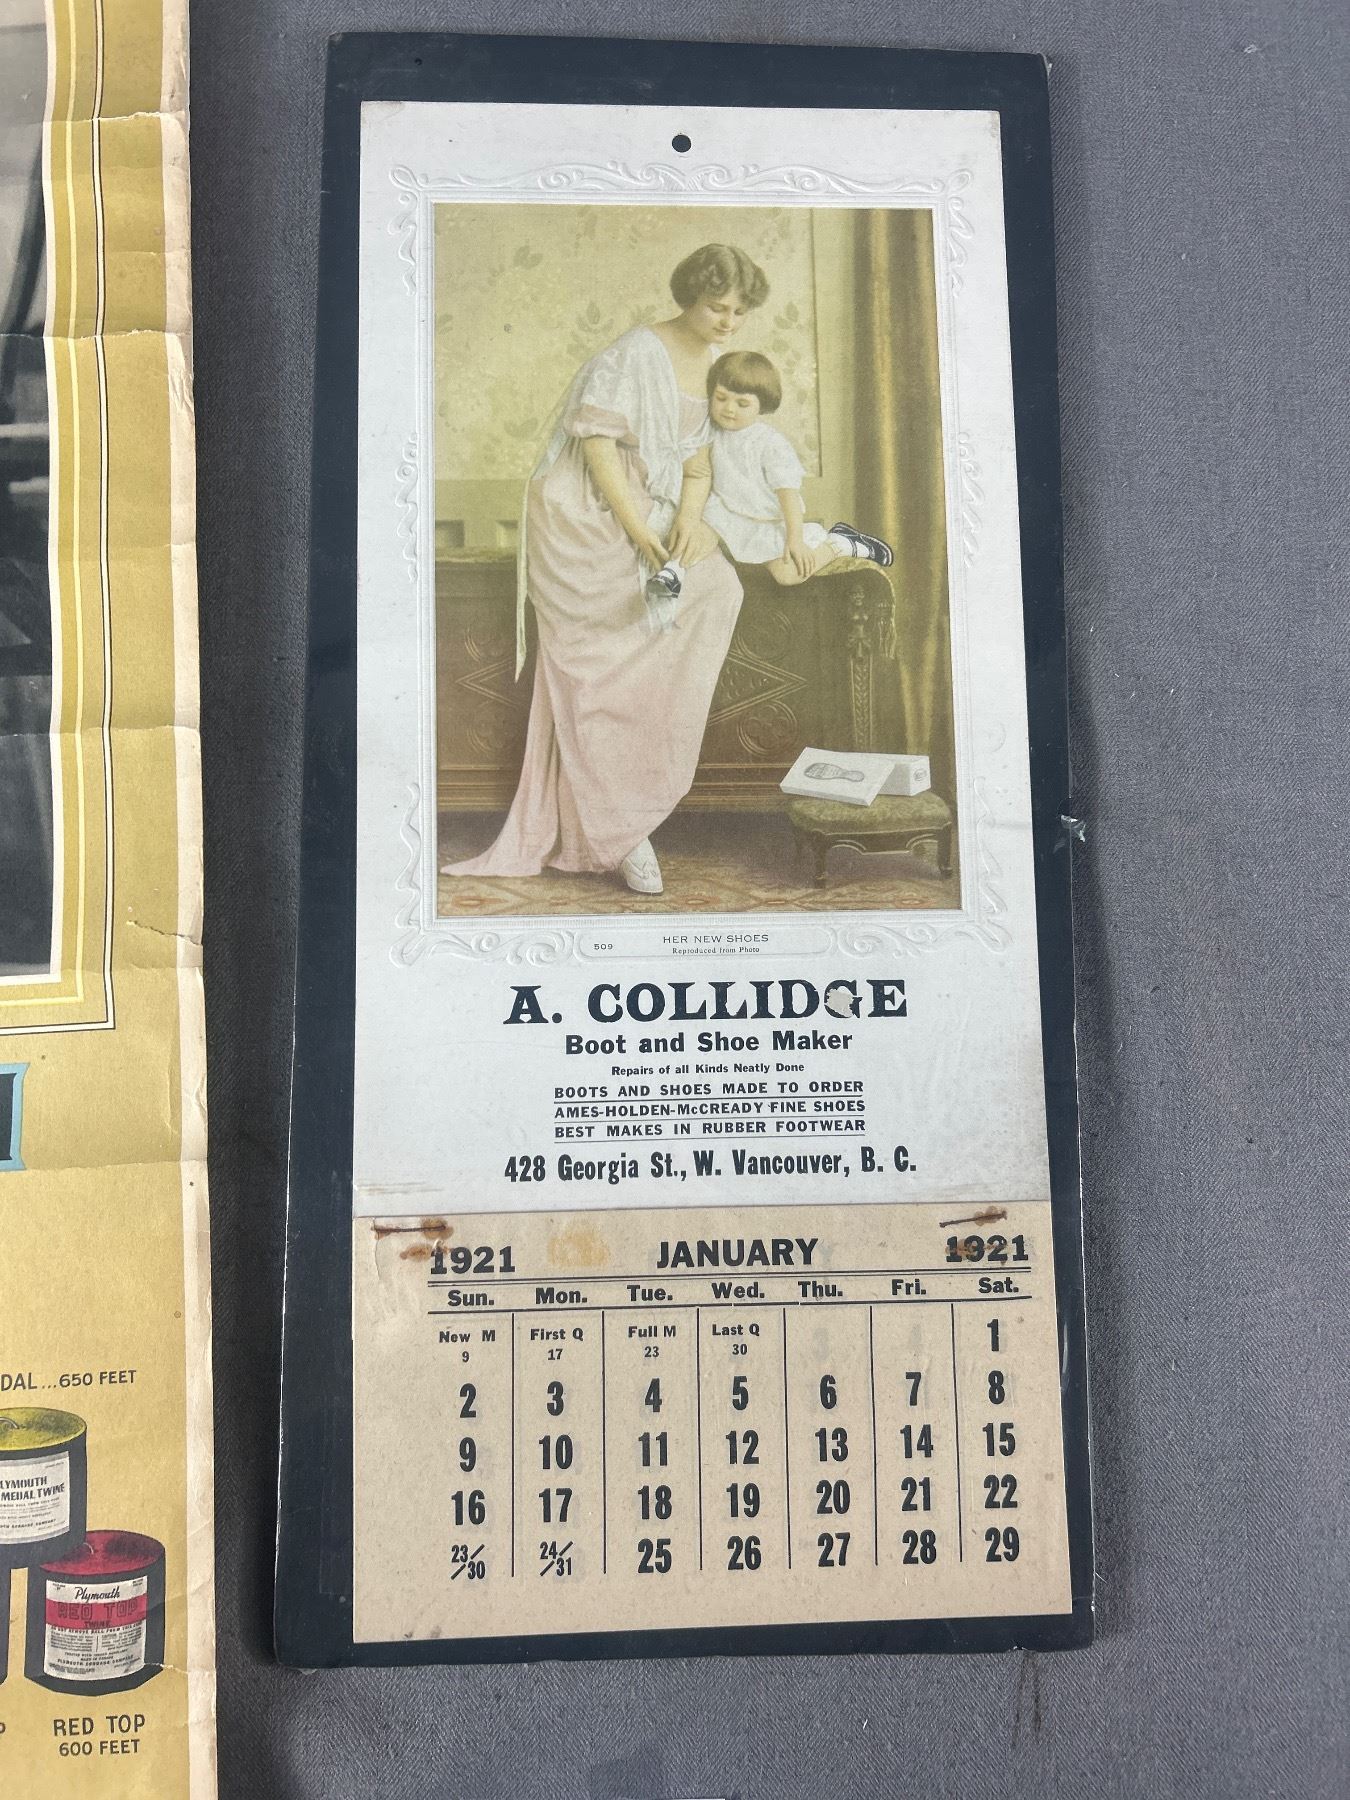 509 HER NEW SHOES
Reproduced from Photo
A. COLLIDGE
Boot and Shoe Maker
Repairs of all Kinds Neatly Done
BOOTS AND SHOES MADE TO ORDER
AMES-HOLDEN-McCREADY FINE SHOES
BEST MAKES IN RUBBER FOOTWEAR
428 Georgia St., W. Vancouver, B. C.
1921 JANUARY 1921
Sun. Mon. Tue. Wed. Thu. Fri. Sat.
New M First Q Full M Last Q 1
9 17 23 30
2 3 4 5 6 7 8
9 10 11 12 13 14 15
16 17 18 19 20 21 22
23/30 24/31 25 26 27 28 29
DAL...650 FEET
LYMOUTH
MEDAL TWINE
Plymouth
RED TOP
TWINE
PLYMOUTH CORDAGE COMPANY
RED TOP
600 FEET